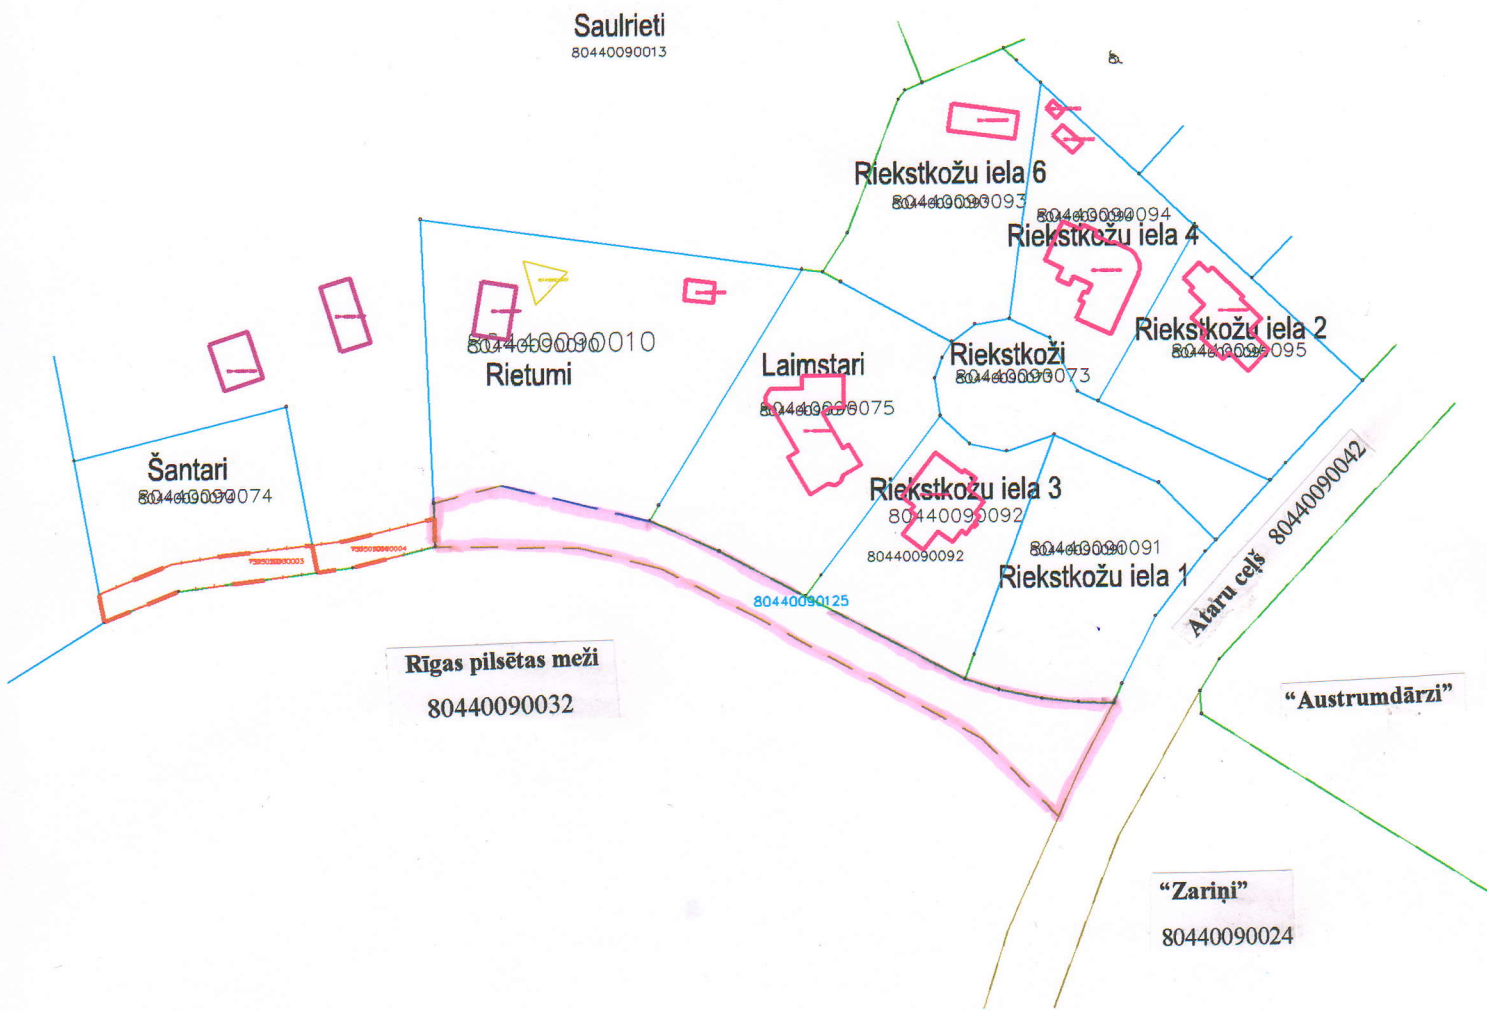 Saulrieti
80440090013
Riekstkožu iela 6
80440090093
80440090094
Riekstkožu iela 4
Riekstkožu iela 2
80440090095
80440090010
Rietumi
Laimstari
80440090075
Riekstkoži
80440090073
Šantari
80440090074
Riekstkožu iela 3
80440090092
80440090092
80440090091
Riekstkožu iela 1
80440090125
Ataru ceļš 80440090042
Rīgas pilsētas meži
80440090032
“Austrumdārzi”
“Zariņi”
80440090024